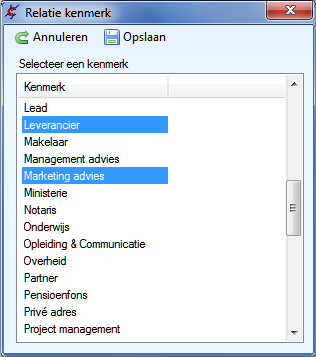 Relatie kenmerk
Annuleren Opslaan
Selecteer een kenmerk
Kenmerk
Lead
Leverancier
Makelaar
Management advies
Marketing advies
Ministerie
Notaris
Onderwijs
Opleiding & Communicatie
Overheid
Partner
Pensioenfons
Privé adres
Project management